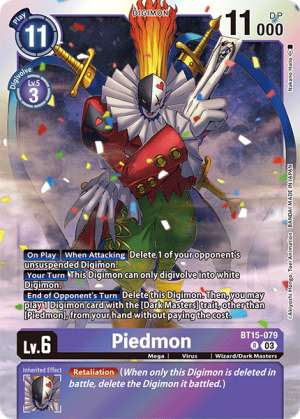 DIGIMON
Play
11
Lv.5
3
DP
11000
On Play When Attacking Delete 1 of your opponent's
unsuspended Digimon.
Your Turn This Digimon can only digivolve into white
Digimon.
End of Opponent's Turn Delete this Digimon. Then, you may
play 1 Digimon card with the [Dark Masters] trait, other than
[Piedmon], from your hand without paying the cost.
Lv.6
Piedmon
BT15-079
R 03
Mega Virus Wizard/Dark Masters
Inherited Effect
Retaliation (When only this Digimon is deleted in
battle, delete the Digimon it battled.)